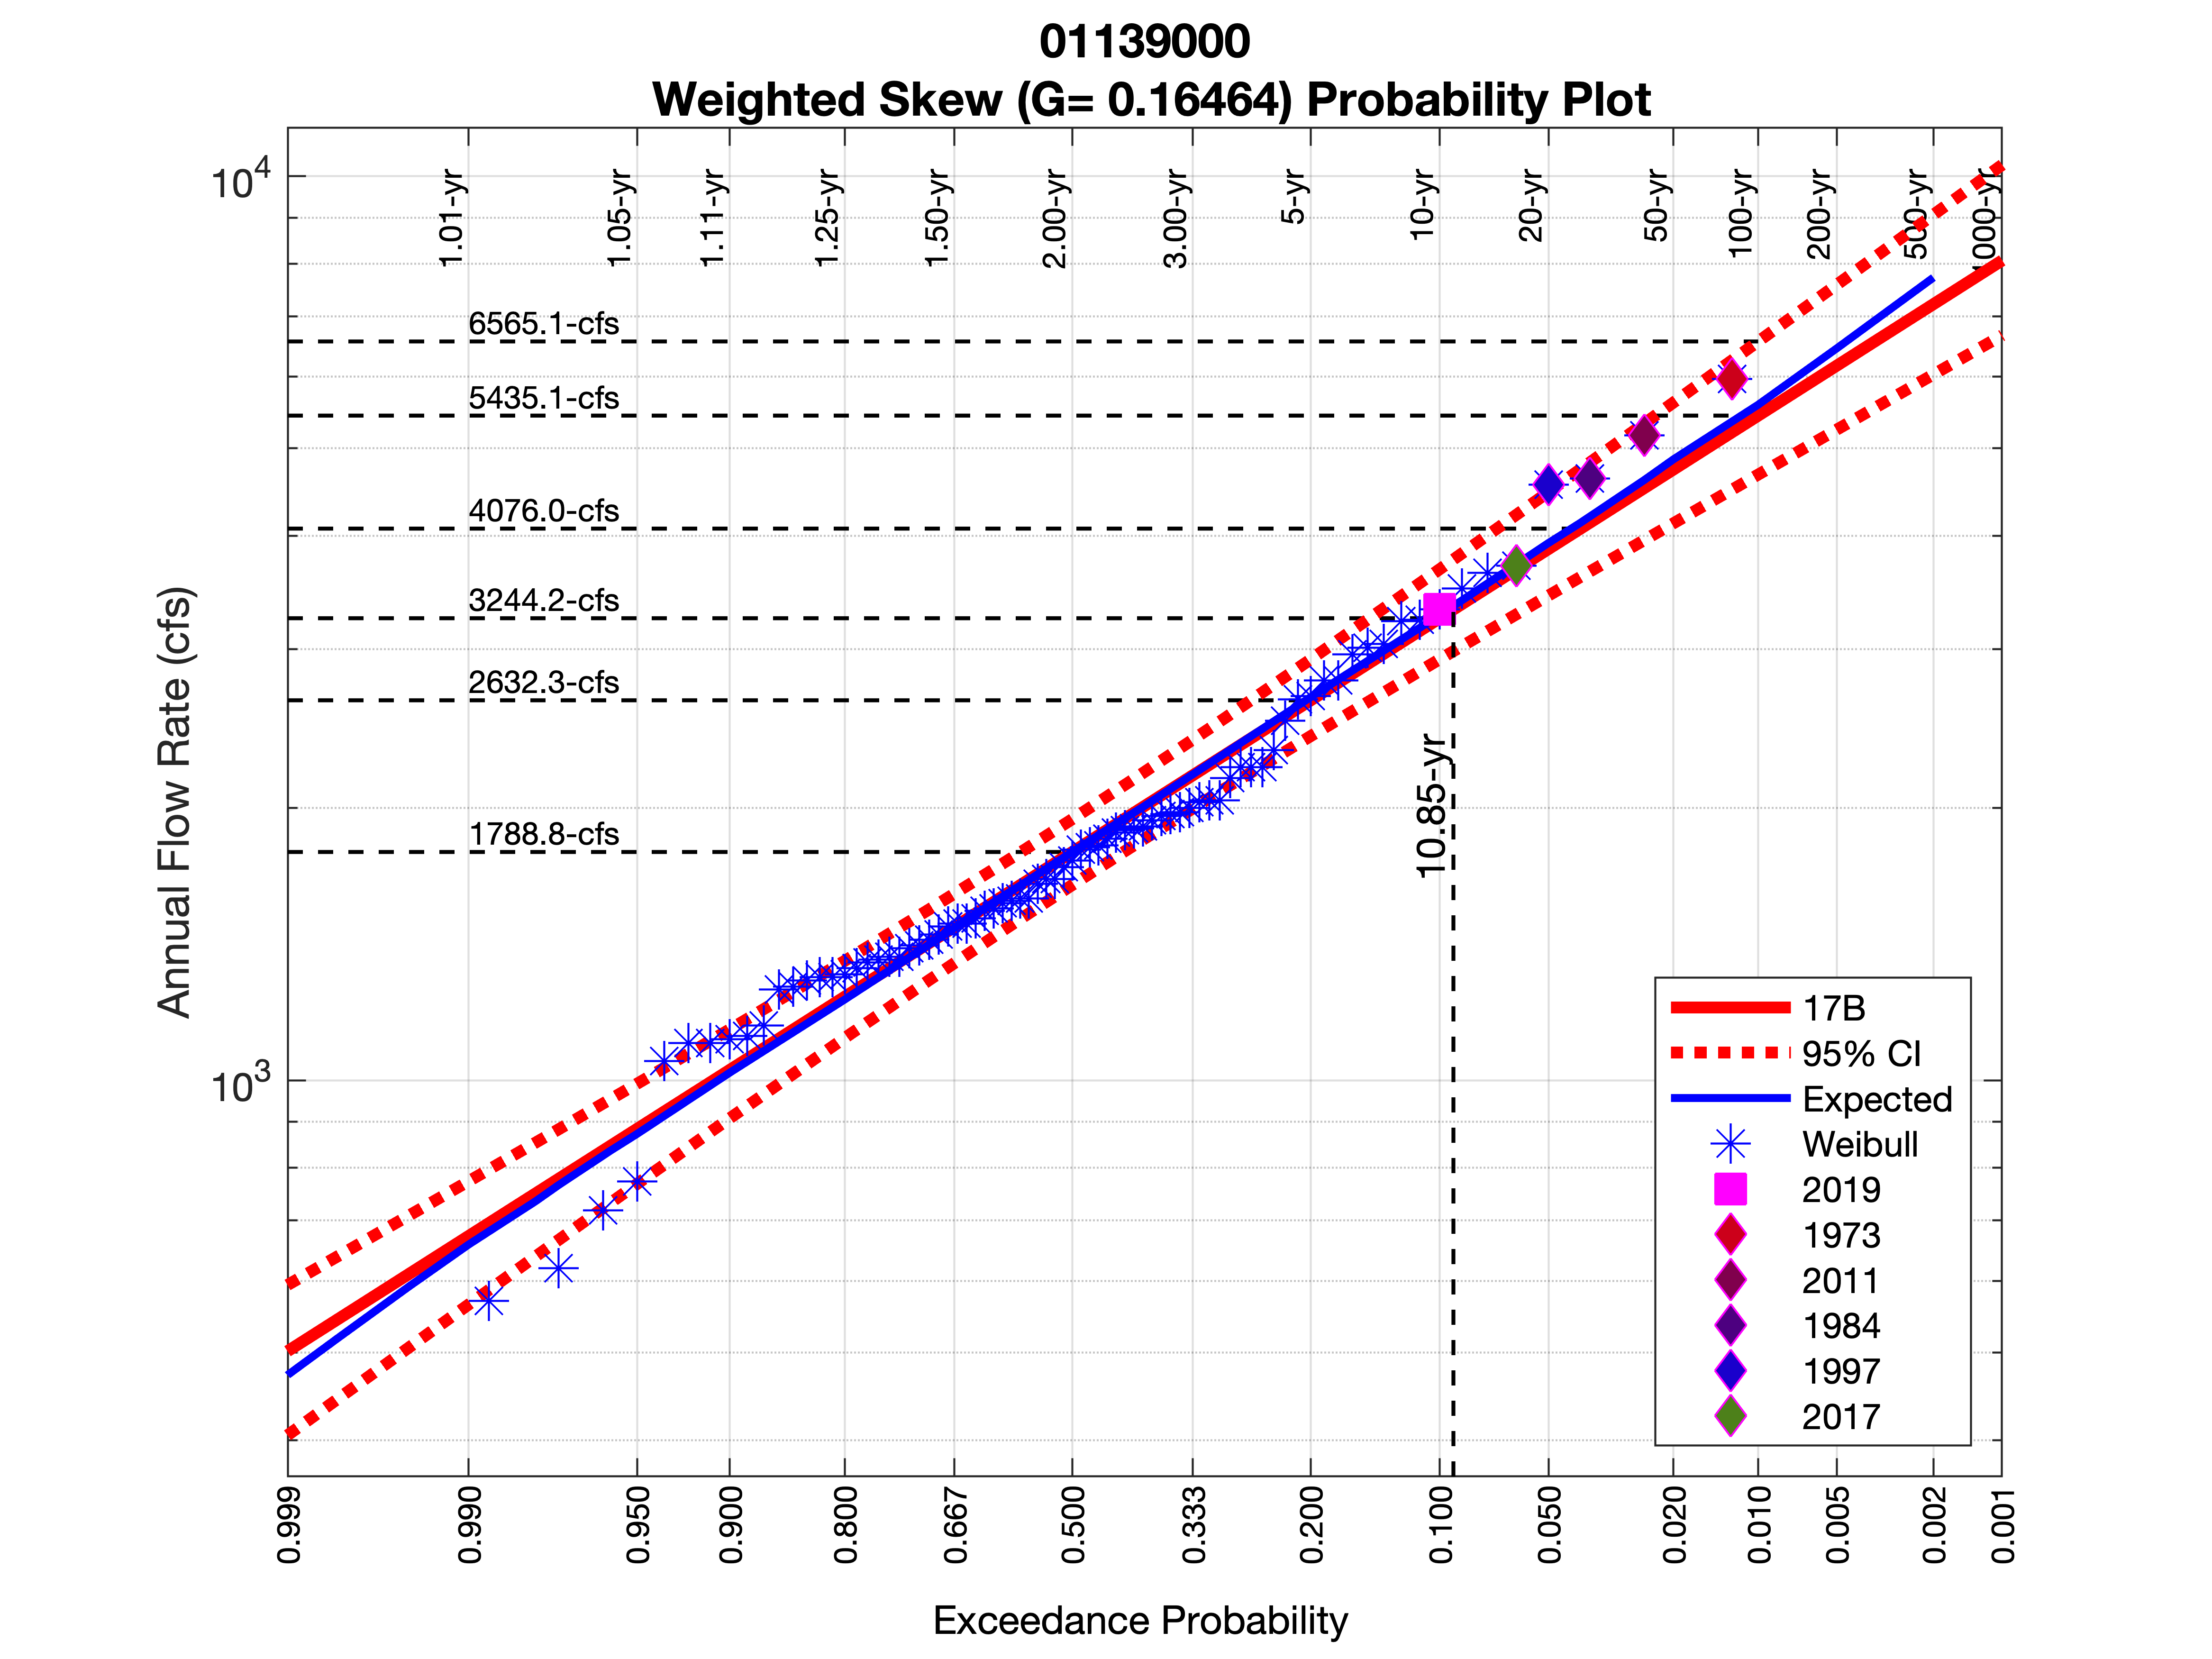 01139000
Weighted Skew (G= 0.16464) Probability Plot
10^4
10^3
Annual Flow Rate (cfs)
1.01-yr
1.05-yr
1.11-yr
1.25-yr
1.50-yr
2.00-yr
3.00-yr
5-yr
10-yr
20-yr
50-yr
100-yr
200-yr
500-yr
1000-yr
6565.1-cfs
5435.1-cfs
4076.0-cfs
3244.2-cfs
2632.3-cfs
1788.8-cfs
10.85-yr
17B
95% CI
Expected
Weibull
2019
1973
2011
1984
1997
2017
0.999
0.990
0.950
0.900
0.800
0.667
0.500
0.333
0.200
0.100
0.050
0.020
0.010
0.005
0.002
0.001
Exceedance Probability